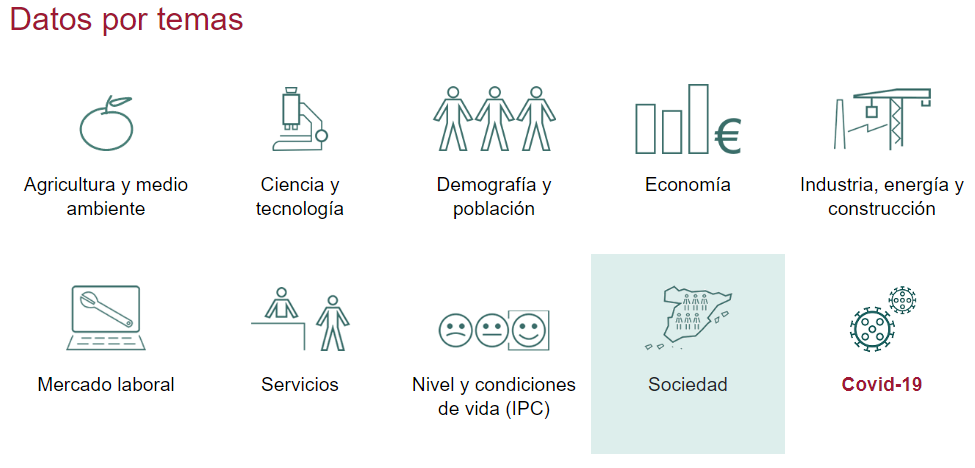 Datos por temas
€
Agricultura y medio
ambiente
Ciencia y
tecnología
Demografía y
población
Economía
Industria, energía y
construcción
Mercado laboral
Servicios
Nivel y condiciones
de vida (IPC)
Sociedad
Covid-19